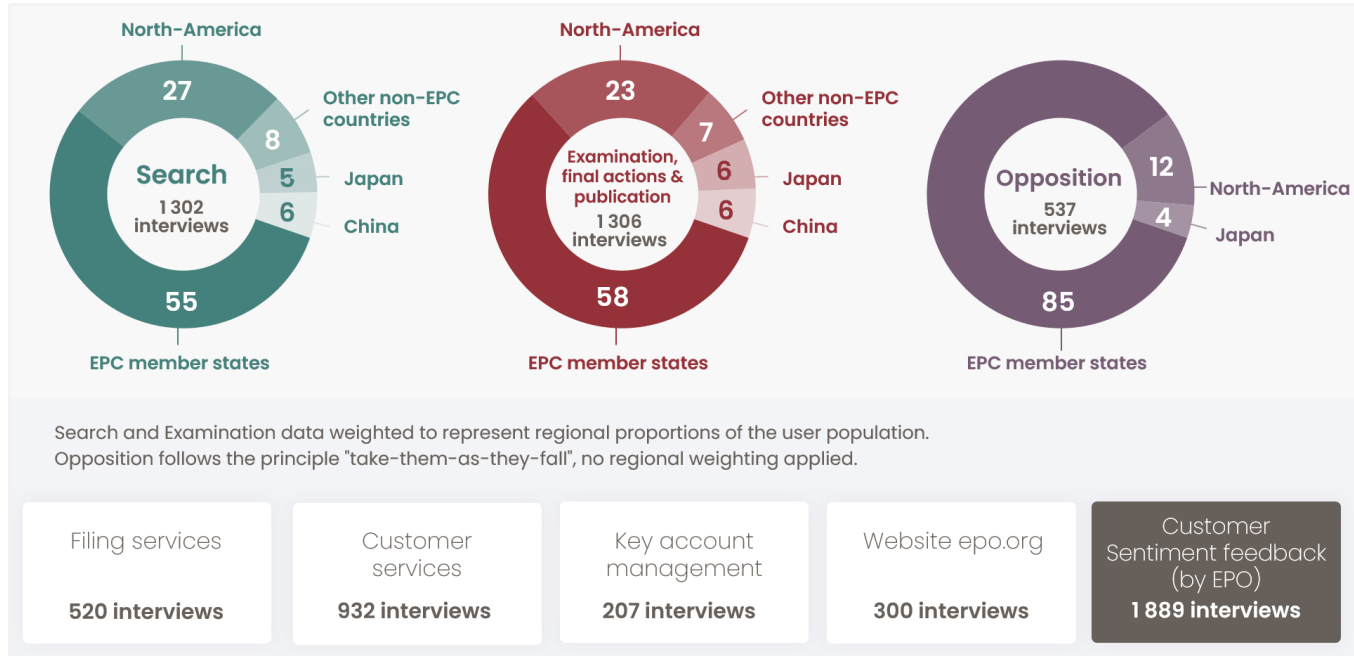 North-America
27
Other non-EPC
countries
8
Search
1 302
interviews
5
Japan
6
China
55
EPC member states
North-America
23
Other non-EPC
countries
7
Examination,
final actions &
publication
1 306
interviews
6
Japan
6
China
58
EPC member states
Opposition
537
interviews
12
North-America
4
Japan
85
EPC member states
Search and Examination data weighted to represent regional proportions of the user population.
Opposition follows the principle "take-them-as-they-fall", no regional weighting applied.
Filing services
520 interviews
Customer
services
932 interviews
Key account
management
207 interviews
Website epo.org
300 interviews
Customer
Sentiment feedback
(by EPO)
1 889 interviews